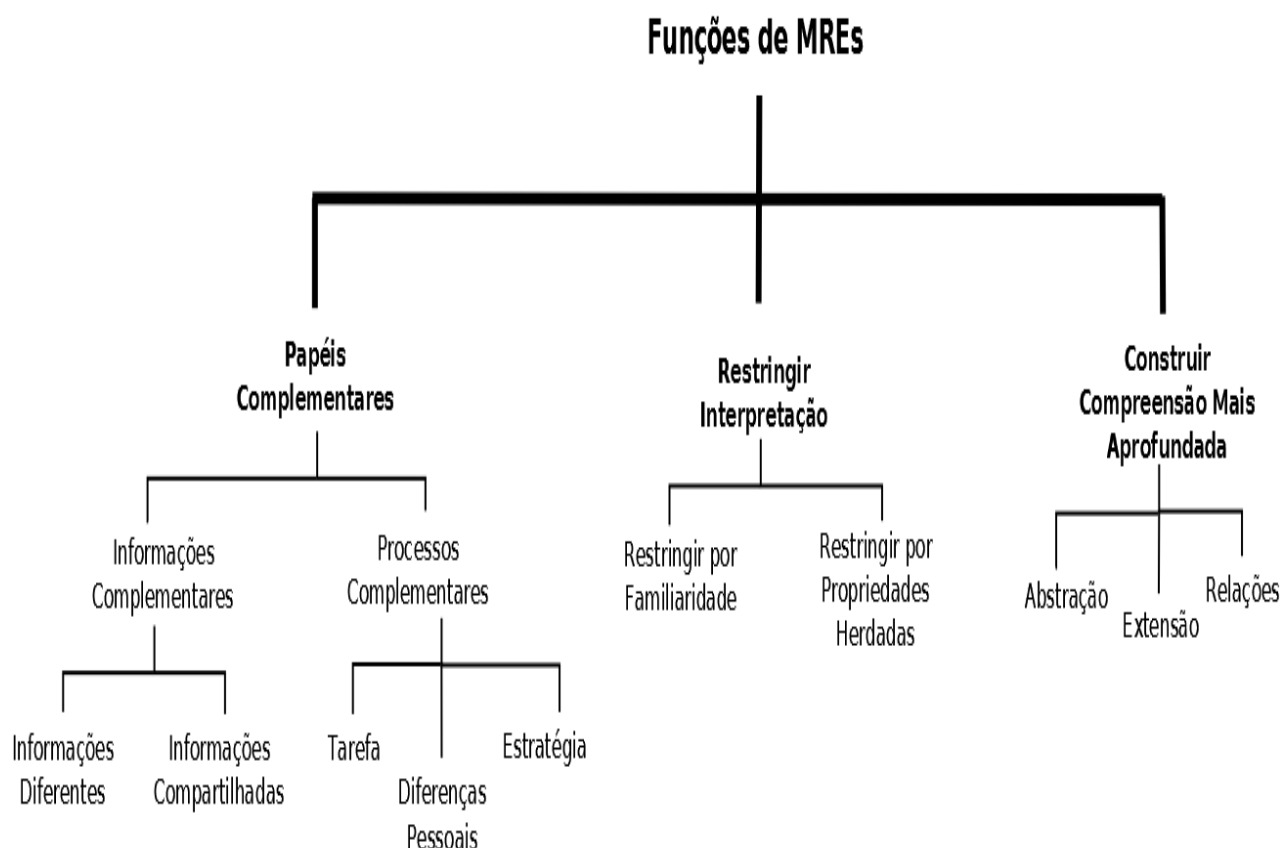 Funções de MREs
Papéis
Complementares
Restringir
Interpretação
Construir
Compreensão Mais
Aprofundada
Informações
Complementares
Processos
Complementares
Restringir por
Familiaridade
Restringir por
Propriedades
Herdadas
Abstração
Extensão
Relações
Informações
Diferentes
Informações
Compartilhadas
Tarefa
Diferenças
Pessoais
Estratégia